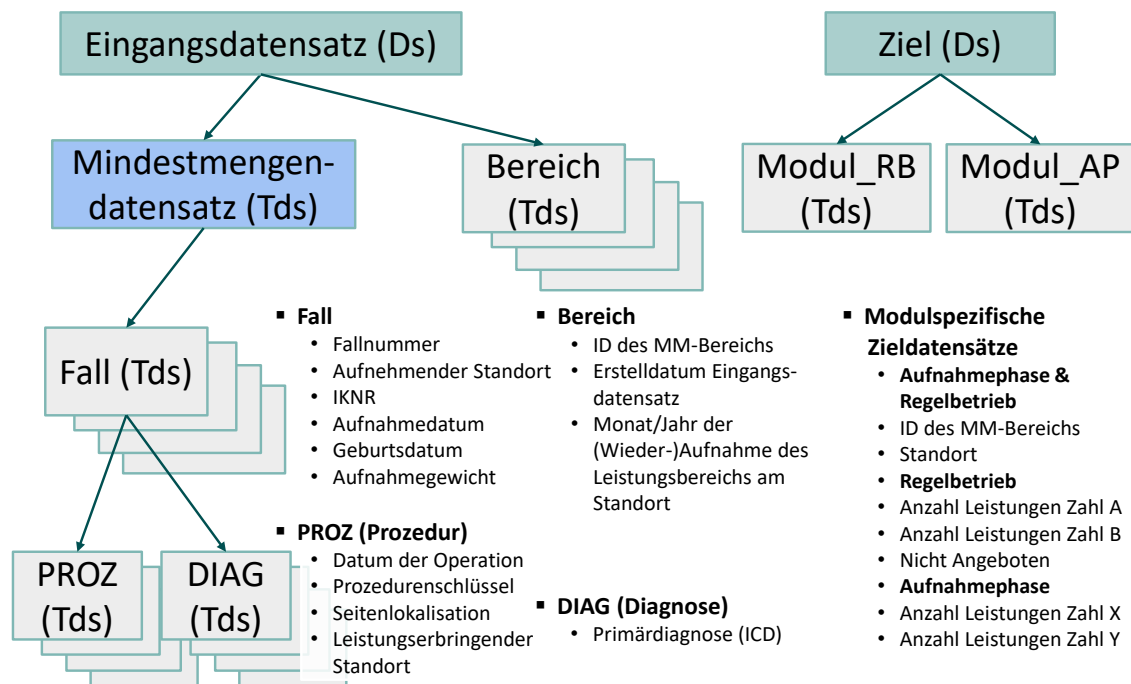 Eingangsdatensatz (Ds)
Ziel (Ds)
Mindestmengen-
datensatz (Tds)
Bereich
(Tds)
Modul_RB
(Tds)
Modul_AP
(Tds)
Fall (Tds)
PROZ
(Tds)
DIAG
(Tds)
▪ Fall
• Fallnummer
• Aufnehmender Standort
• IKNR
• Aufnahmedatum
• Geburtsdatum
• Aufnahmegewicht
▪ PROZ (Prozedur)
• Datum der Operation
• Prozedurenschlüssel
• Seitenlokalisation
• Leistungserbringender
Standort
▪ Bereich
• ID des MM-Bereichs
• Erstelldatum Eingangs-
datensatz
• Monat/Jahr der
(Wieder-)Aufnahme des
Leistungsbereichs am
Standort
▪ DIAG (Diagnose)
• Primärdiagnose (ICD)
▪ Modulspezifische
Zieldatensätze
• Aufnahmephase &
Regelbetrieb
• ID des MM-Bereichs
• Standort
• Regelbetrieb
• Anzahl Leistungen Zahl A
• Anzahl Leistungen Zahl B
• Nicht Angeboten
• Aufnahmephase
• Anzahl Leistungen Zahl X
• Anzahl Leistungen Zahl Y